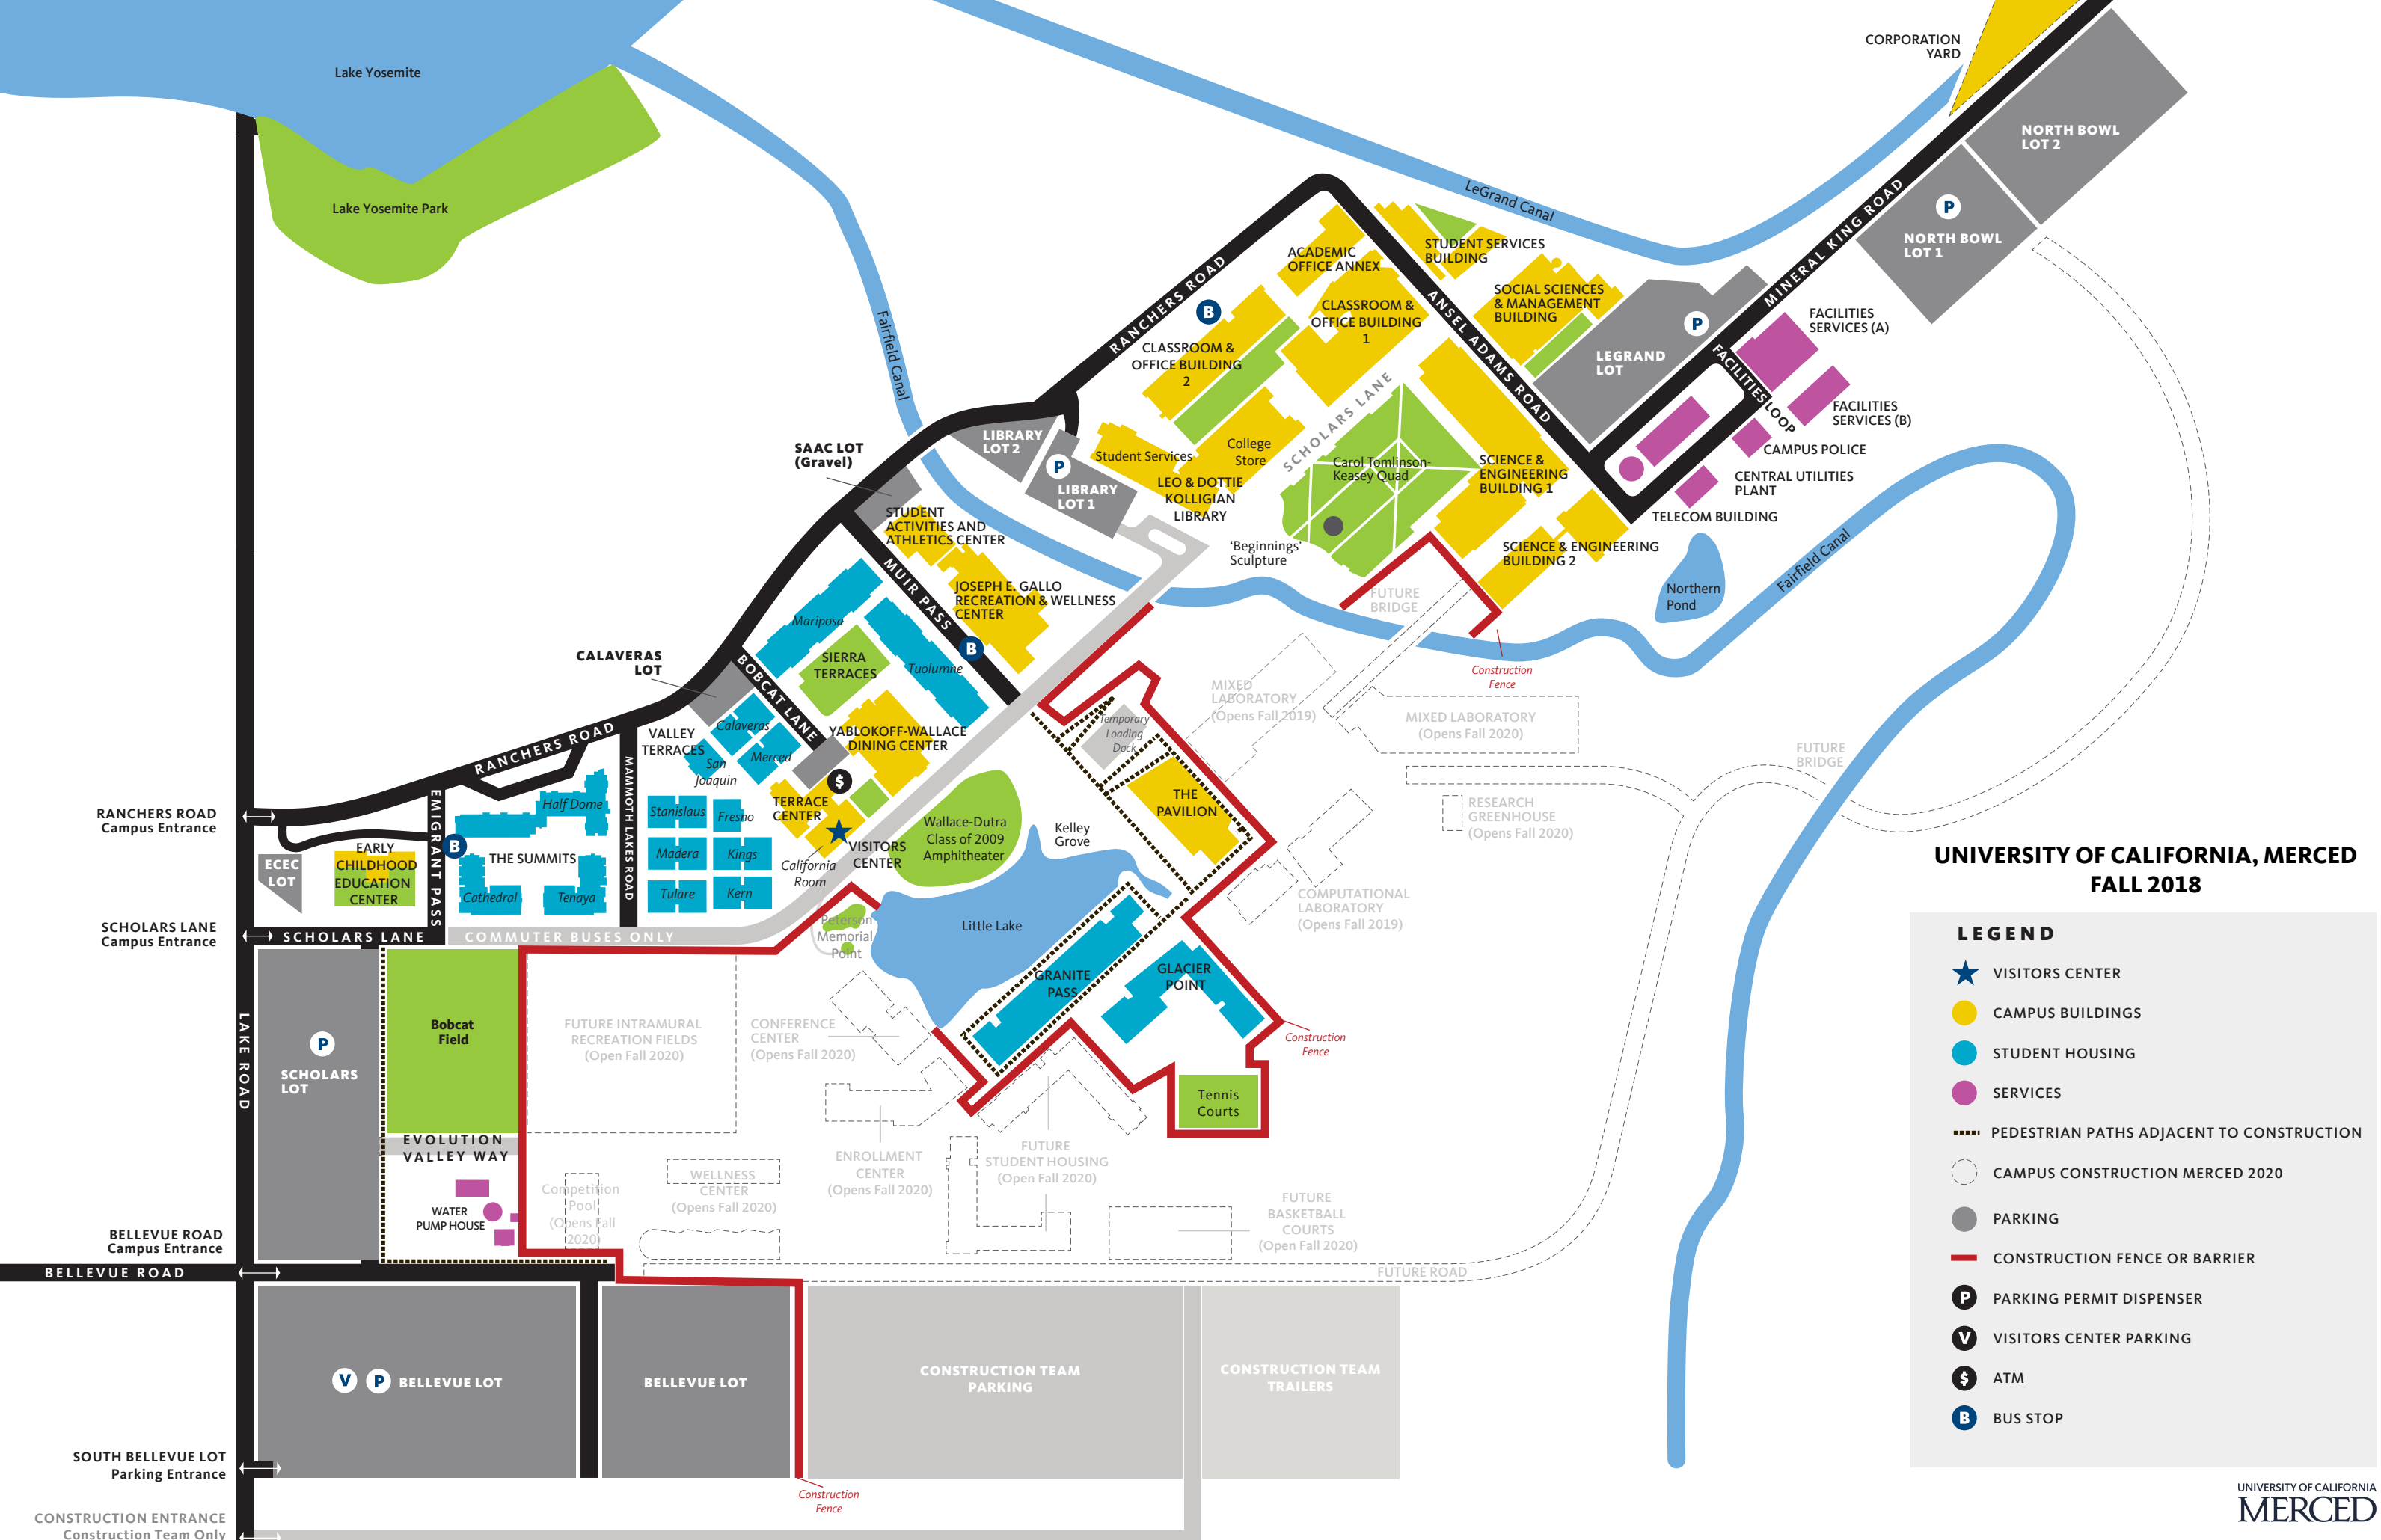 CORPORATION
YARD
Lake Yosemite
NORTH BOWL
LOT 2
Lake Yosemite Park
LeGrand Canal
MINERAL KING ROAD
P
NORTH BOWL
LOT 1
ACADEMIC
OFFICE ANNEX
STUDENT SERVICES
BUILDING
RANCHERS ROAD
B
ANSEL ADAMS ROAD
SOCIAL SCIENCES
& MANAGEMENT
BUILDING
P
FACILITIES
SERVICES (A)
CLASSROOM &
OFFICE BUILDING
1
CLASSROOM &
OFFICE BUILDING
2
Fairfield Canal
LEGRAND
LOT
FACILITIES LOOP
FACILITIES
SERVICES (B)
SCHOLARS LANE
SAAC LOT
(Gravel)
LIBRARY
LOT 2
P
LIBRARY
LOT 1
Student Services
College
Store
LEO & DOTTIE
KOLLIGIAN
LIBRARY
Carol Tomlinson-
Keasey Quad
SCIENCE &
ENGINEERING
BUILDING 1
CAMPUS POLICE
CENTRAL UTILITIES
PLANT
TELECOM BUILDING
STUDENT
ACTIVITIES AND
ATHLETICS CENTER
'Beginnings'
Sculpture
SCIENCE & ENGINEERING
BUILDING 2
Fairfield Canal
MUIR PASS
JOSEPH E. GALLO
RECREATION & WELLNESS
CENTER
FUTURE
BRIDGE
Northern
Pond
Mariposa
B
CALAVERAS
LOT
BOBCAT LANE
SIERRA
TERRACES
Tuolumne
Construction
Fence
MIXED
LABORATORY
(Opens Fall 2019)
MIXED LABORATORY
(Opens Fall 2020)
Temporary
Loading
Dock
Calaveras
VALLEY
TERRACES
San
Joaquin
Merced
YABLOKOFF-WALLACE
DINING CENTER
RANCHERS ROAD
MAMMOTH LAKES ROAD
FUTURE
BRIDGE
$
TERRACE
CENTER
THE
PAVILION
RESEARCH
GREENHOUSE
(Opens Fall 2020)
RANCHERS ROAD
Campus Entrance
EMIGRANT PASS
Half Dome
Stanislaus
Fresno
Wallace-Dutra
Class of 2009
Amphitheater
Kelley
Grove
B
ECEC
LOT
EARLY
CHILDHOOD
EDUCATION
CENTER
THE SUMMITS
Madera
Kings
California
Room
VISITORS
CENTER
Cathedral
Tenaya
Tulare
Kern
COMPUTATIONAL
LABORATORY
(Opens Fall 2019)
SCHOLARS LANE
Campus Entrance
SCHOLARS LANE
COMMUTER BUSES ONLY
Peterson
Memorial
Point
Little Lake
GRANITE
PASS
GLACIER
POINT
LAKE ROAD
P
SCHOLARS
LOT
Bobcat
Field
FUTURE INTRAMURAL
RECREATION FIELDS
(Open Fall 2020)
CONFERENCE
CENTER
(Opens Fall 2020)
Construction
Fence
Tennis
Courts
EVOLUTION
VALLEY WAY
WATER
PUMP HOUSE
Competition
Pool
(Opens Fall
2020)
WELLNESS
CENTER
(Opens Fall 2020)
ENROLLMENT
CENTER
(Opens Fall 2020)
FUTURE
STUDENT HOUSING
(Open Fall 2020)
FUTURE
BASKETBALL
COURTS
(Open Fall 2020)
BELLEVUE ROAD
Campus Entrance
BELLEVUE ROAD
FUTURE ROAD
V P BELLEVUE LOT
BELLEVUE LOT
CONSTRUCTION TEAM
PARKING
CONSTRUCTION TEAM
TRAILERS
SOUTH BELLEVUE LOT
Parking Entrance
Construction
Fence
CONSTRUCTION ENTRANCE
Construction Team Only
UNIVERSITY OF CALIFORNIA, MERCED
FALL 2018
LEGEND
VISITORS CENTER
CAMPUS BUILDINGS
STUDENT HOUSING
SERVICES
PEDESTRIAN PATHS ADJACENT TO CONSTRUCTION
CAMPUS CONSTRUCTION MERCED 2020
PARKING
CONSTRUCTION FENCE OR BARRIER
P PARKING PERMIT DISPENSER
V VISITORS CENTER PARKING
$ ATM
B BUS STOP
UNIVERSITY OF CALIFORNIA
MERCED